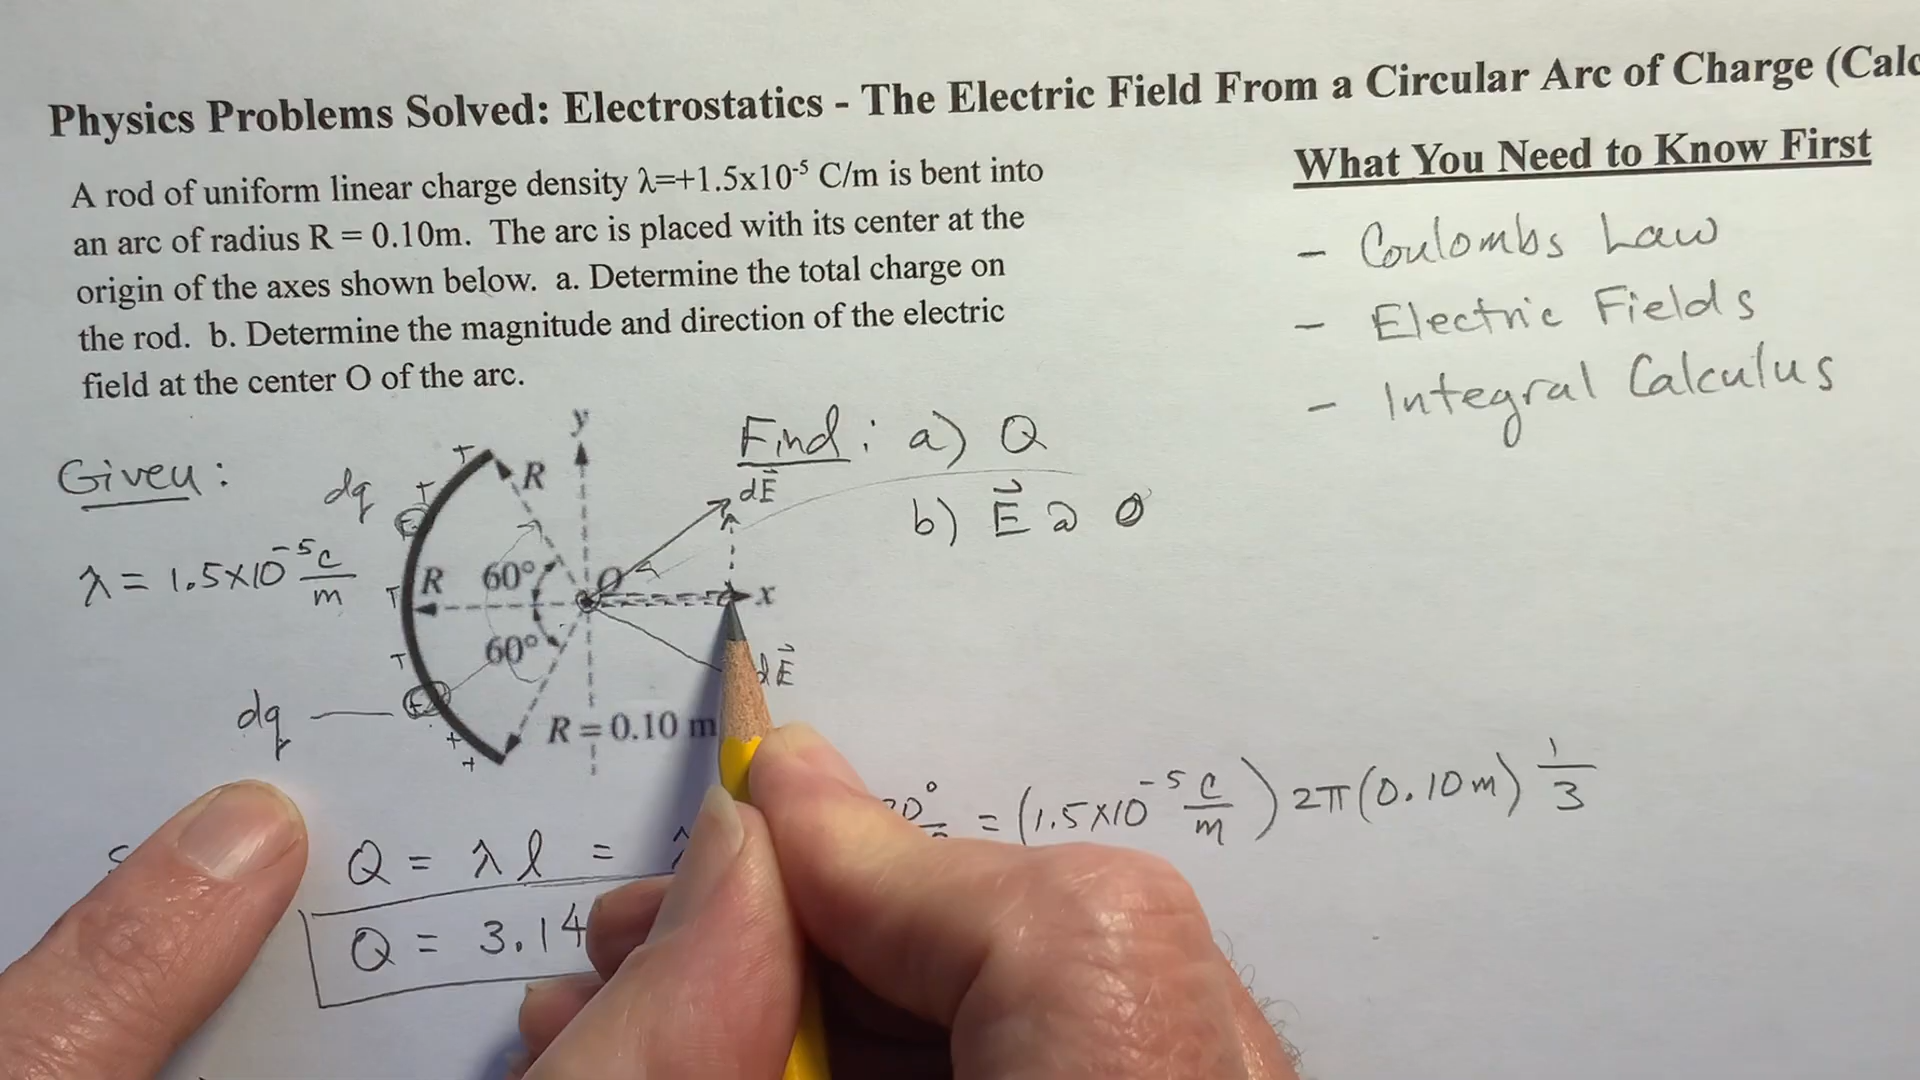 Physics Problems Solved: Electrostatics - The Electric Field From a Circular Arc of Charge (Calc
What You Need to Know First
A rod of uniform linear charge density λ=+1.5x10⁻⁵ C/m is bent into
an arc of radius R = 0.10m. The arc is placed with its center at the
origin of the axes shown below. a. Determine the total charge on
the rod. b. Determine the magnitude and direction of the electric
field at the center O of the arc.
- Coulombs Law
- Electric Fields
- Integral Calculus
Given:
λ = 1.5×10⁻⁵ C/m
Find: a) Q
b) E⃗ @ O
y
R
dq
dE⃗
+
+
+
+
+
+
+
+
R
60°
O
x
60°
dE⃗
dq
R = 0.10 m
Q = λl =
= (1.5×10⁻⁵ C/m) 2π(0.10m) 1/3
Q = 3.14